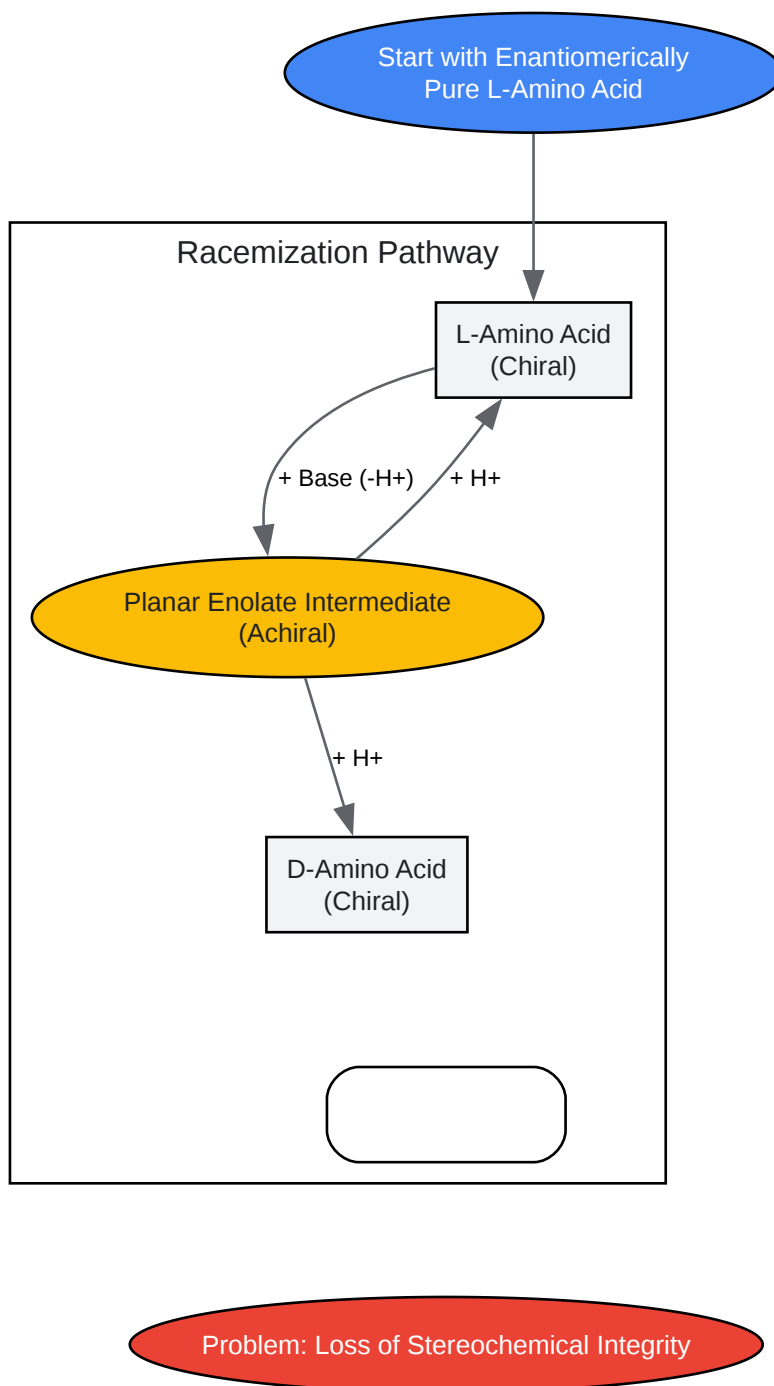 Start with Enantiomerically
Pure L-Amino Acid
Racemization Pathway
L-Amino Acid
(Chiral)
+ Base (-H+)
+ H+
Planar Enolate Intermediate
(Achiral)
+ H+
D-Amino Acid
(Chiral)
Problem: Loss of Stereochemical Integrity